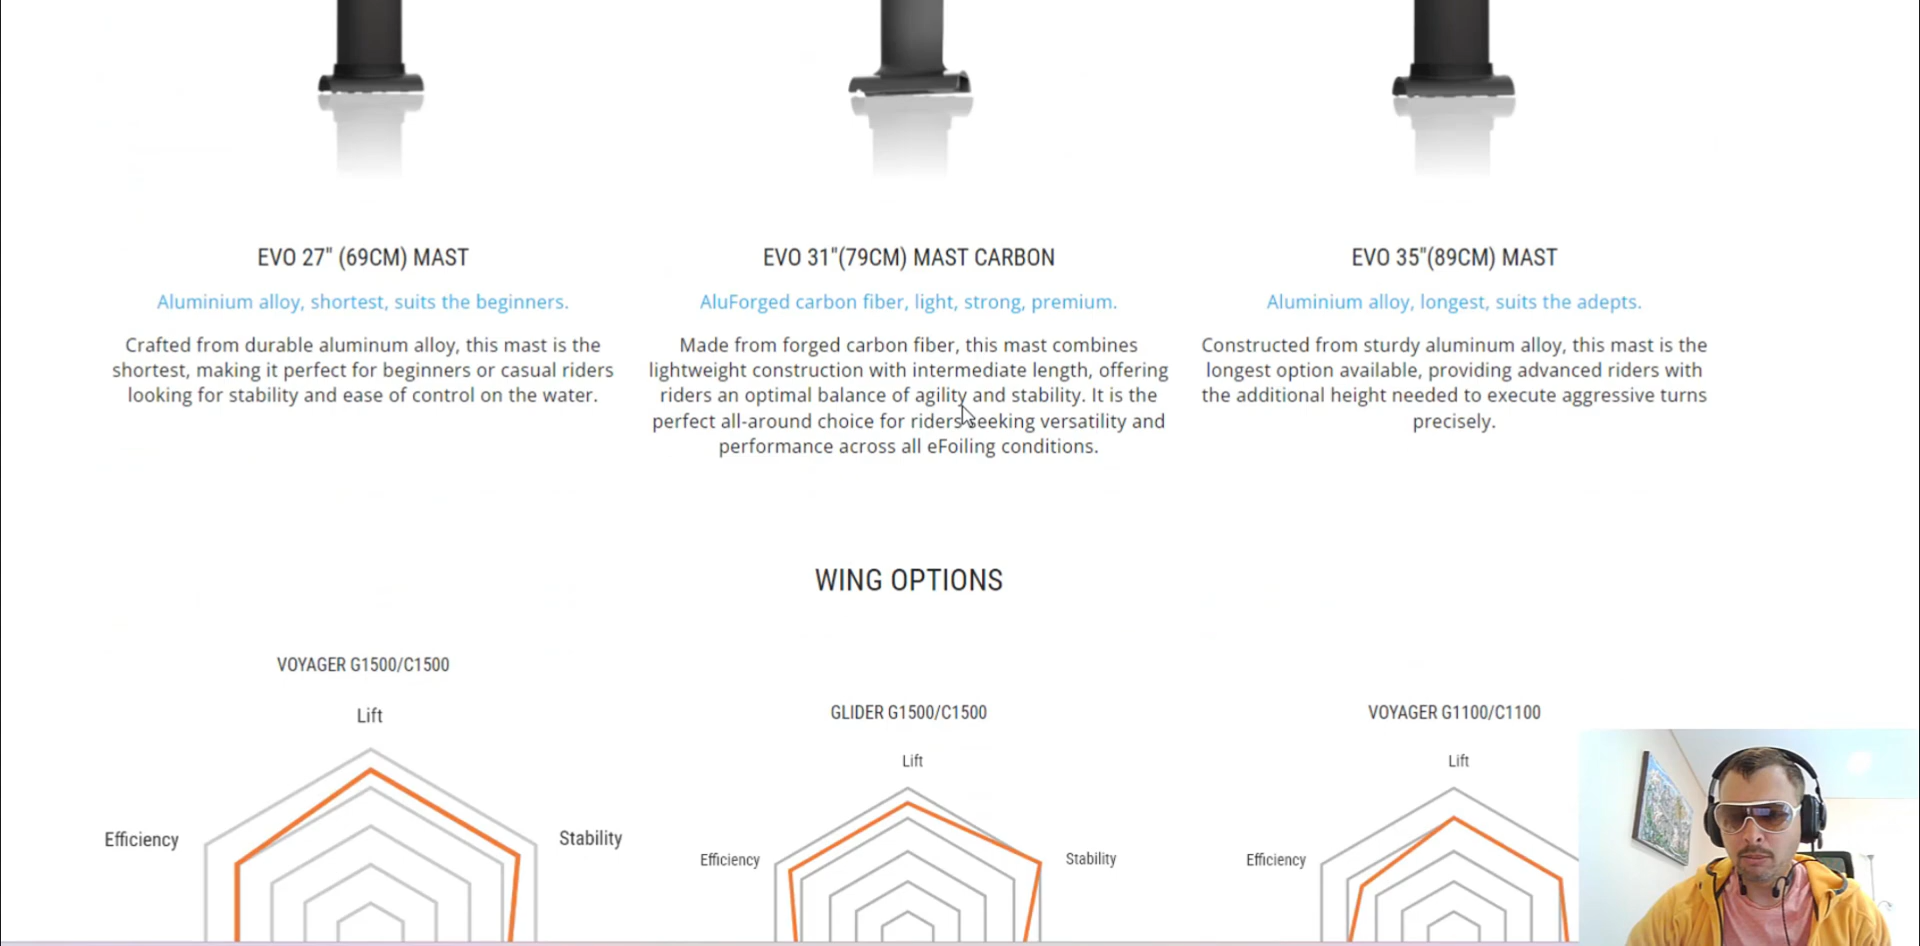 EVO 27" (69CM) MAST
Aluminium alloy, shortest, suits the beginners.
Crafted from durable aluminum alloy, this mast is the
shortest, making it perfect for beginners or casual riders
looking for stability and ease of control on the water.
EVO 31"(79CM) MAST CARBON
AluForged carbon fiber, light, strong, premium.
Made from forged carbon fiber, this mast combines
lightweight construction with intermediate length, offering
riders an optimal balance of agility and stability. It is the
perfect all-around choice for riders seeking versatility and
performance across all eFoiling conditions.
EVO 35"(89CM) MAST
Aluminium alloy, longest, suits the adepts.
Constructed from sturdy aluminum alloy, this mast is the
longest option available, providing advanced riders with
the additional height needed to execute aggressive turns
precisely.
WING OPTIONS
VOYAGER G1500/C1500
Lift
Efficiency
Stability
GLIDER G1500/C1500
Lift
Efficiency
Stability
VOYAGER G1100/C1100
Lift
Efficiency